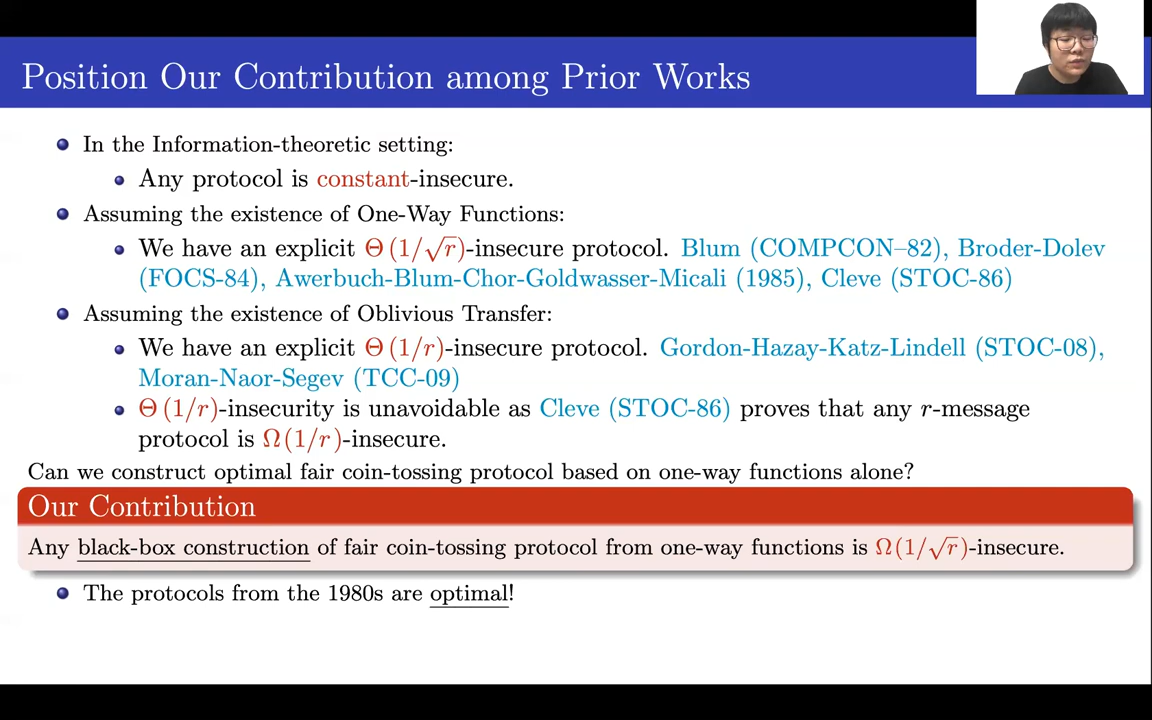 Position Our Contribution among Prior Works
In the Information-theoretic setting:
Any protocol is constant-insecure.
Assuming the existence of One-Way Functions:
We have an explicit Θ (1/√r)-insecure protocol. Blum (COMPCON–82), Broder-Dolev
(FOCS-84), Awerbuch-Blum-Chor-Goldwasser-Micali (1985), Cleve (STOC-86)
Assuming the existence of Oblivious Transfer:
We have an explicit Θ (1/r)-insecure protocol. Gordon-Hazay-Katz-Lindell (STOC-08),
Moran-Naor-Segev (TCC-09)
Θ (1/r)-insecurity is unavoidable as Cleve (STOC-86) proves that any r-message
protocol is Ω(1/r)-insecure.
Can we construct optimal fair coin-tossing protocol based on one-way functions alone?
Our Contribution
Any black-box construction of fair coin-tossing protocol from one-way functions is Ω(1/√r)-insecure.
The protocols from the 1980s are optimal!